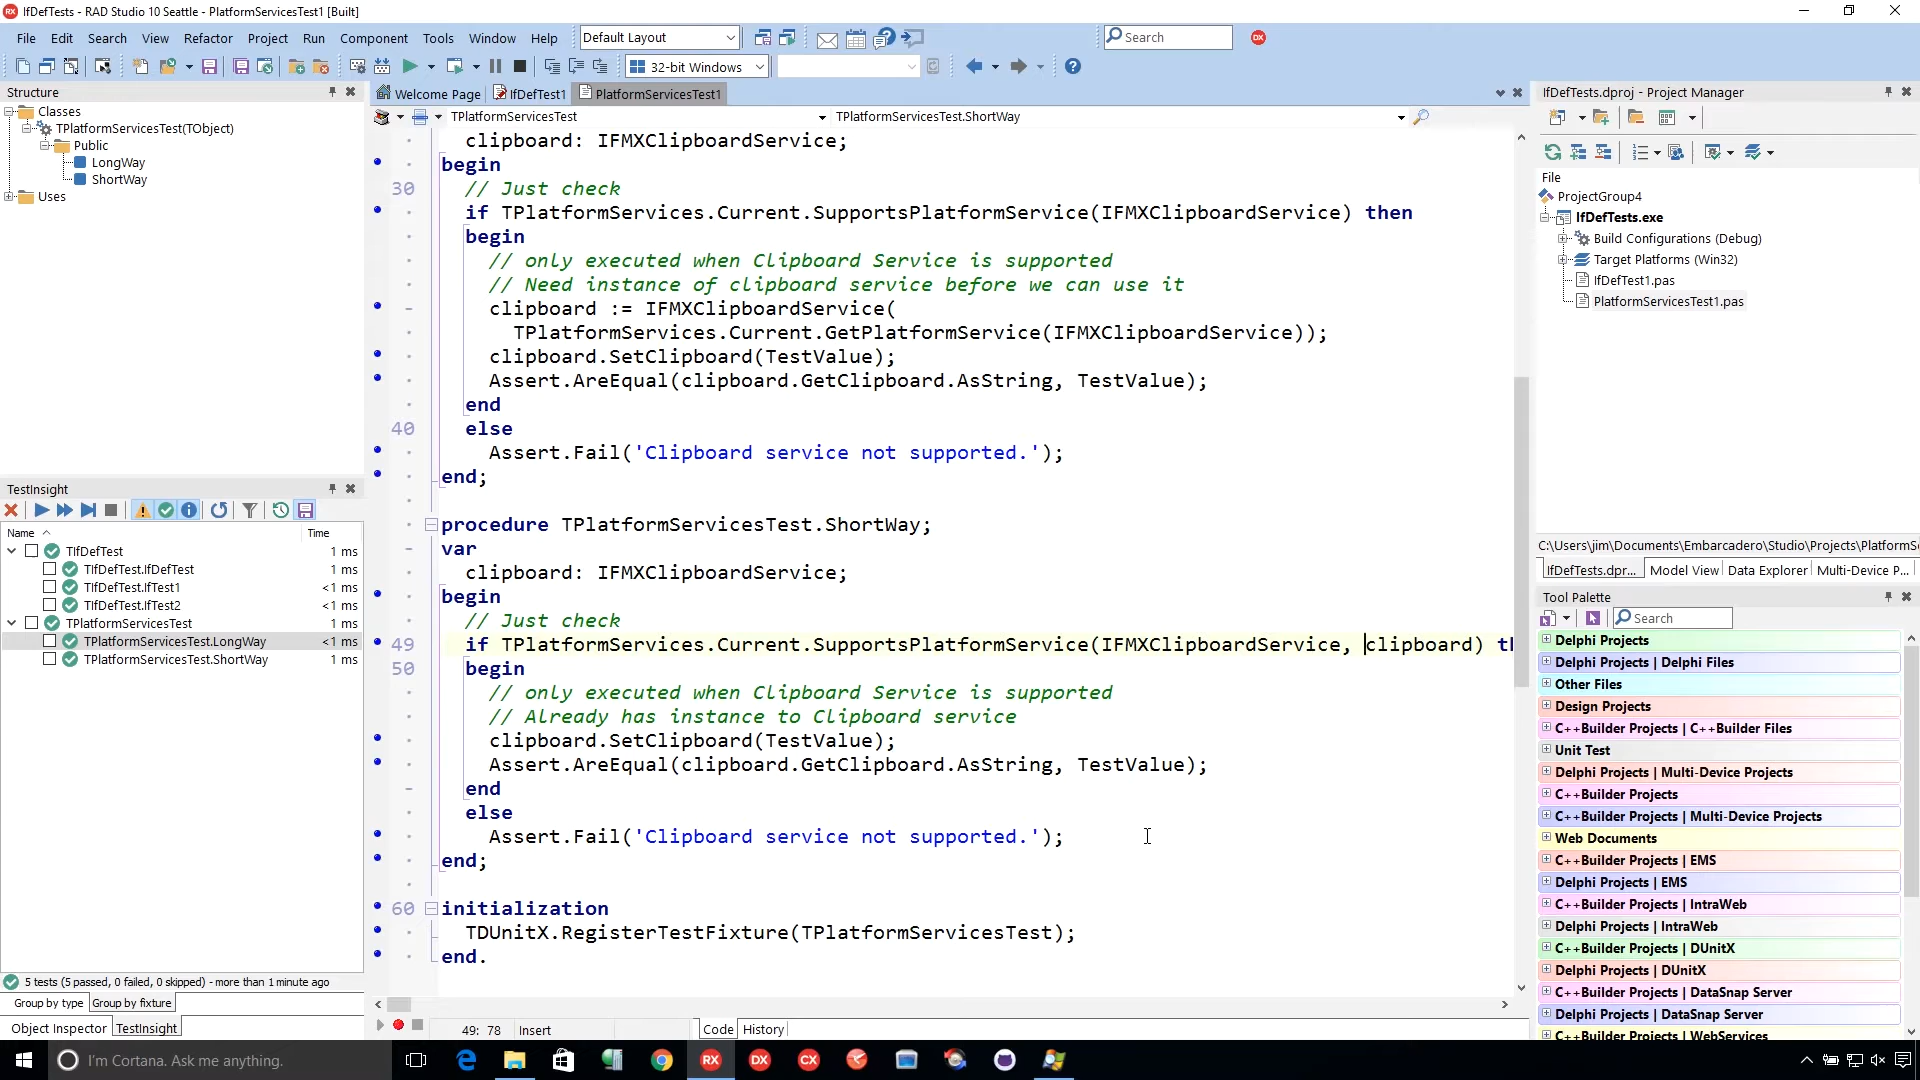 IfDefTests - RAD Studio 10 Seattle - PlatformServicesTest1 [Built]
File Edit Search View Refactor Project Run Component Tools Window Help
Default Layout
Search
32-bit Windows
Structure
Classes
TPlatformServicesTest(TObject)
Public
LongWay
ShortWay
Uses
TestInsight
Name
Time
TIfDefTest 1 ms
TIfDefTest.IfDefTest 1 ms
TIfDefTest.IfTest1 <1 ms
TIfDefTest.IfTest2 <1 ms
TPlatformServicesTest 1 ms
TPlatformServicesTest.LongWay <1 ms
TPlatformServicesTest.ShortWay 1 ms
5 tests (5 passed, 0 failed, 0 skipped) - more than 1 minute ago
Group by type Group by fixture
Object Inspector TestInsight
Welcome Page IfDefTest1 PlatformServicesTest1
TPlatformServicesTest TPlatformServicesTest.ShortWay
clipboard: IFMXClipboardService;
begin
30 // Just check
if TPlatformServices.Current.SupportsPlatformService(IFMXClipboardService) then
begin
// only executed when Clipboard Service is supported
// Need instance of clipboard service before we can use it
clipboard := IFMXClipboardService(
TPlatformServices.Current.GetPlatformService(IFMXClipboardService));
clipboard.SetClipboard(TestValue);
Assert.AreEqual(clipboard.GetClipboard.AsString, TestValue);
end
40 else
Assert.Fail('Clipboard service not supported.');
end;
procedure TPlatformServicesTest.ShortWay;
var
clipboard: IFMXClipboardService;
begin
// Just check
49 if TPlatformServices.Current.SupportsPlatformService(IFMXClipboardService, clipboard) th
50 begin
// only executed when Clipboard Service is supported
// Already has instance to Clipboard service
clipboard.SetClipboard(TestValue);
Assert.AreEqual(clipboard.GetClipboard.AsString, TestValue);
end
else
Assert.Fail('Clipboard service not supported.');
end;
60 initialization
TDUnitX.RegisterTestFixture(TPlatformServicesTest);
end.
49: 78 Insert Code History
IfDefTests.dproj - Project Manager
File
ProjectGroup4
IfDefTests.exe
Build Configurations (Debug)
Target Platforms (Win32)
IfDefTest1.pas
PlatformServicesTest1.pas
C:\Users\jim\Documents\Embarcadero\Studio\Projects\PlatformS
IfDefTests.dpr... Model View Data Explorer Multi-Device P...
Tool Palette
Search
Delphi Projects
Delphi Projects | Delphi Files
Other Files
Design Projects
C++Builder Projects | C++Builder Files
Unit Test
Delphi Projects | Multi-Device Projects
C++Builder Projects
C++Builder Projects | Multi-Device Projects
Web Documents
C++Builder Projects | EMS
Delphi Projects | EMS
C++Builder Projects | IntraWeb
Delphi Projects | IntraWeb
C++Builder Projects | DUnitX
Delphi Projects | DUnitX
C++Builder Projects | DataSnap Server
Delphi Projects | DataSnap Server
C++Builder Projects | WebServices
I'm Cortana. Ask me anything.
RX DX CX